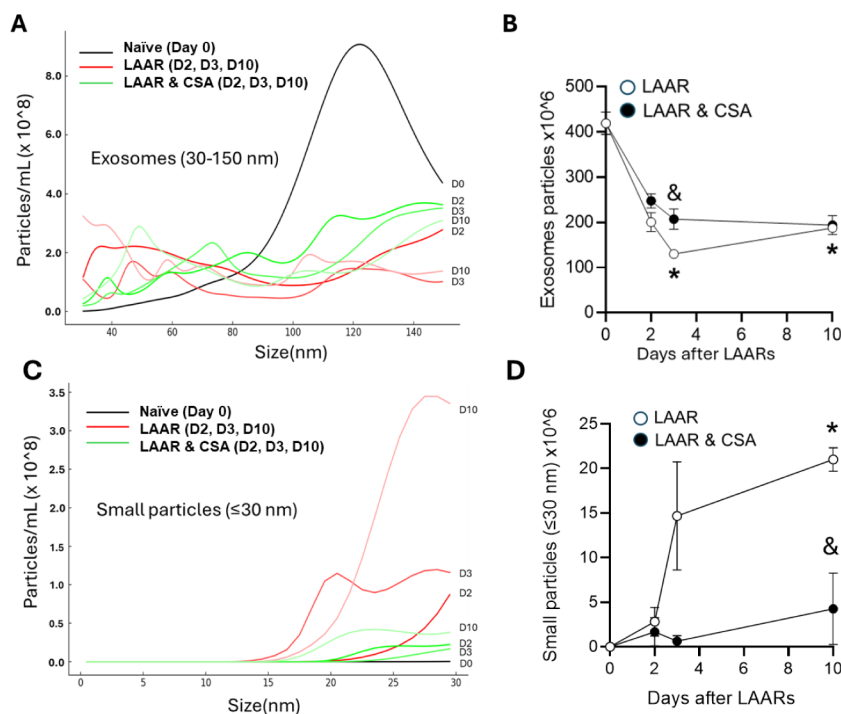 A
Naïve (Day 0)
LAAR (D2, D3, D10)
LAAR & CSA (D2, D3, D10)
Exosomes (30-150 nm)
Particles/mL (x 10^8)
8.0
6.0
4.0
2.0
0.0
40
60
80
100
120
140
Size(nm)
D0
D2
D3
D10
D2
D10
D3
B
LAAR
LAAR & CSA
Exosomes particles x10^6
500
400
300
200
100
0
&
*
*
0
2
4
6
8
10
Days after LAARs
C
Naïve (Day 0)
LAAR (D2, D3, D10)
LAAR & CSA (D2, D3, D10)
Small particles (≤30 nm)
Particles/mL (x 10^8)
3.5
3.0
2.5
2.0
1.5
1.0
0.5
0.0
0
5
10
15
20
25
30
Size(nm)
D10
D3
D2
D10
D2
D3
D0
D
LAAR
LAAR & CSA
Small particles (≤30 nm) x10^6
25
20
15
10
5
0
*
&
0
2
4
6
8
10
Days after LAARs